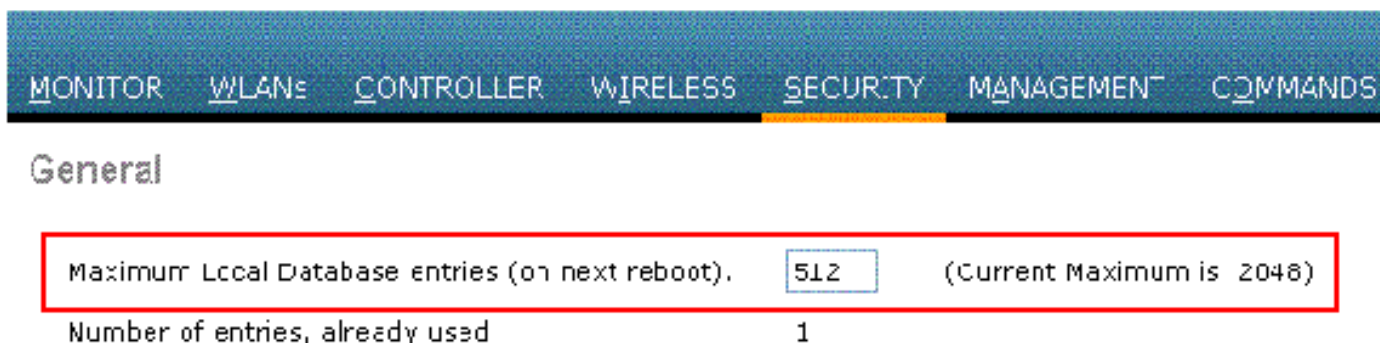 MONITOR WLANs CONTROLLER WIRELESS SECURITY MANAGEMENT COMMANDS
General
Maximum Local Database entries (on next reboot). 512 (Current Maximum is 2048)
Number of entries, already used 1